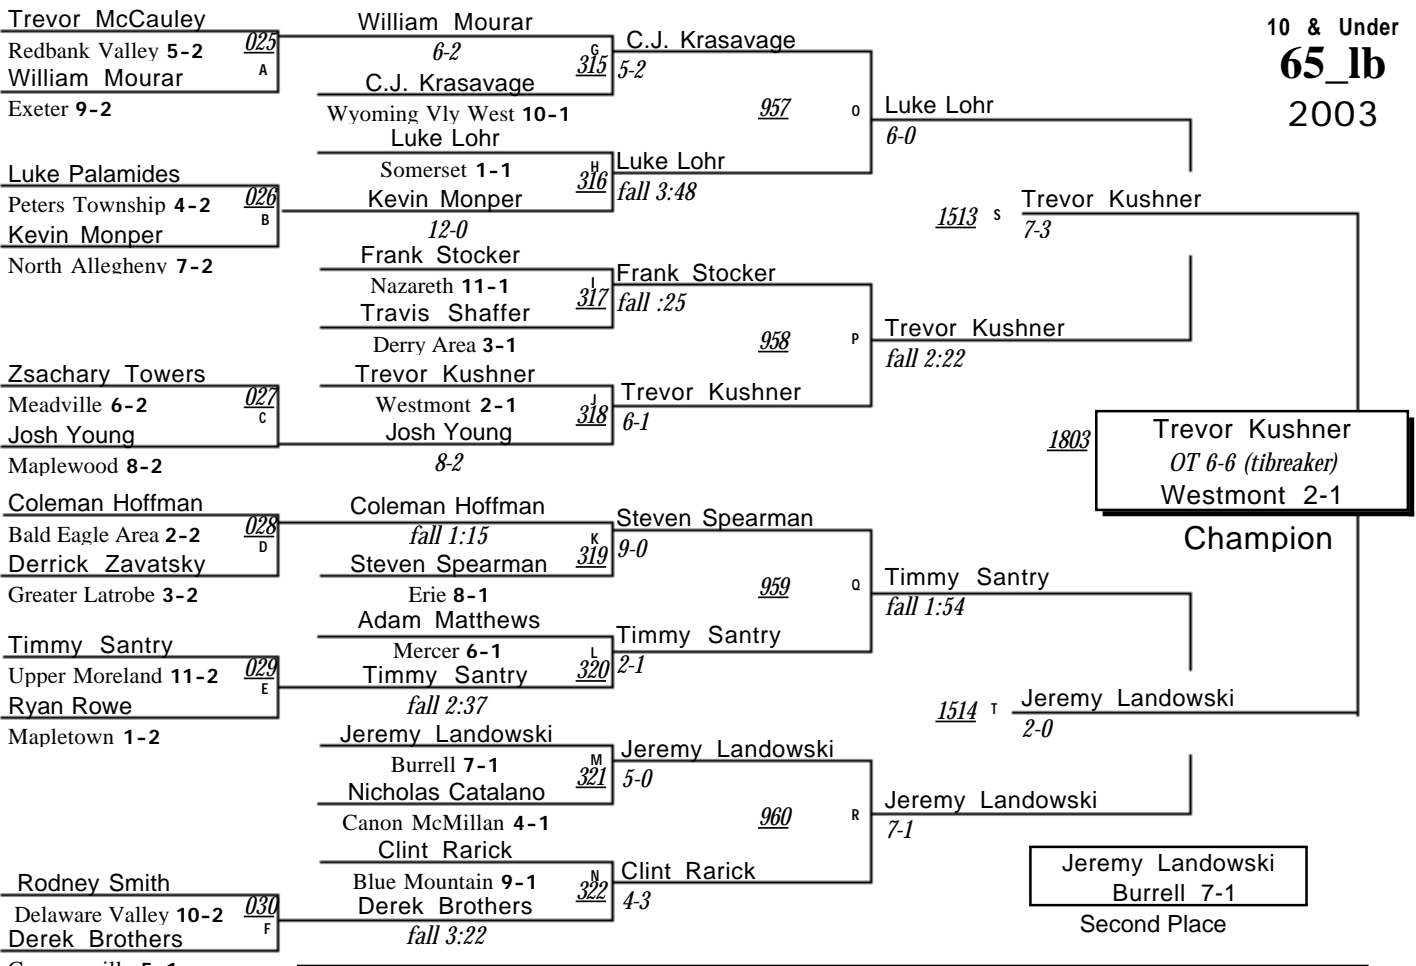 10 & Under
65_lb
2003
Trevor McCauley
Redbank Valley 5-2
025
A
William Mourar
Exeter 9-2
Luke Palamides
Peters Township 4-2
026
B
Kevin Monper
North Allegheny 7-2
Zsachary Towers
Meadville 6-2
027
C
Josh Young
Maplewood 8-2
Coleman Hoffman
Bald Eagle Area 2-2
028
D
Derrick Zavatsky
Greater Latrobe 3-2
Timmy Santry
Upper Moreland 11-2
029
E
Ryan Rowe
Mapletown 1-2
Rodney Smith
Delaware Valley 10-2
030
F
Derek Brothers
William Mourar
6-2
G
315
C.J. Krasavage
Wyoming Vly West 10-1
Luke Lohr
Somerset 1-1
H
316
Kevin Monper
12-0
Frank Stocker
Nazareth 11-1
I
317
Travis Shaffer
Derry Area 3-1
Trevor Kushner
Westmont 2-1
J
318
Josh Young
8-2
Coleman Hoffman
fall 1:15
K
319
Steven Spearman
Erie 8-1
Adam Matthews
Mercer 6-1
L
320
Timmy Santry
fall 2:37
Jeremy Landowski
Burrell 7-1
M
321
Nicholas Catalano
Canon McMillan 4-1
Clint Rarick
Blue Mountain 9-1
N
322
Derek Brothers
fall 3:22
C.J. Krasavage
5-2
957
O
Luke Lohr
fall 3:48
Frank Stocker
fall :25
958
P
Trevor Kushner
6-1
Steven Spearman
9-0
959
Q
Timmy Santry
2-1
Jeremy Landowski
5-0
960
R
Clint Rarick
4-3
Luke Lohr
6-0
1513 S
Trevor Kushner
fall 2:22
Timmy Santry
fall 1:54
1514 T
Jeremy Landowski
7-1
Trevor Kushner
7-3
Jeremy Landowski
2-0
1803
Trevor Kushner
OT 6-6 (tibreaker)
Westmont 2-1
Champion
Jeremy Landowski
Burrell 7-1
Second Place